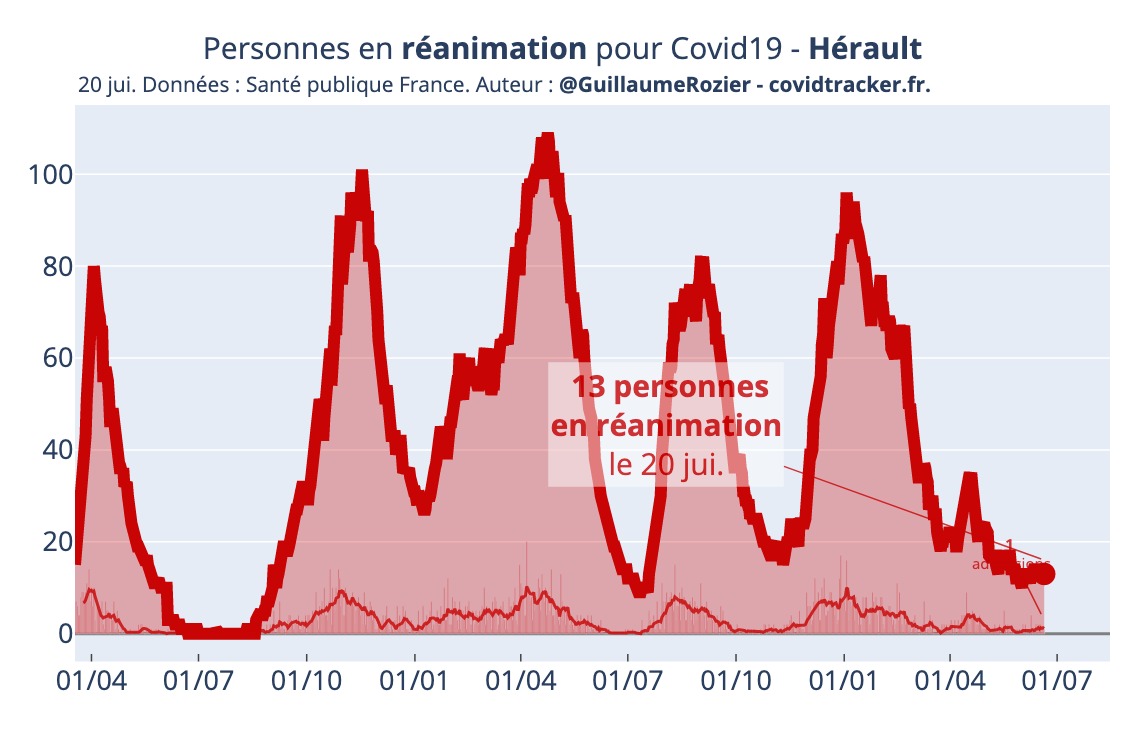 Personnes en réanimation pour Covid19 - Hérault
20 jui. Données : Santé publique France. Auteur : @GuillaumeRozier - covidtracker.fr.
100
80
60
40
20
0
13 personnes
en réanimation
le 20 jui.
1
01/04 01/07 01/10 01/01 01/04 01/07 01/10 01/01 01/04 01/07